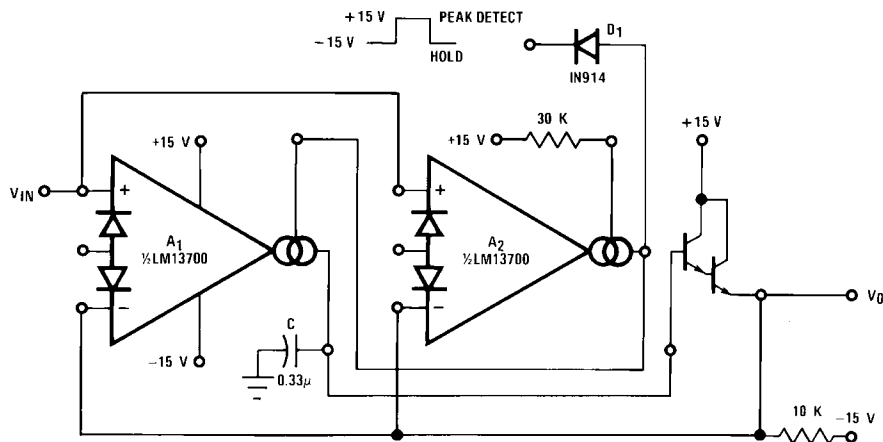 +15 V
PEAK DETECT
-15 V
HOLD
D1
IN914
+15 V
30 K
+15 V
+15 V
VIN
+
A1
½LM13700
-
+
A2
½LM13700
-
VO
C
0.33μ
-15 V
10 K
-15 V